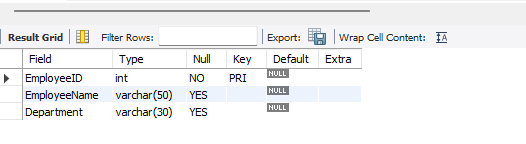 Result Grid Filter Rows: Export: Wrap Cell Content: IA
Field Type Null Key Default Extra
EmployeeID int NO PRI NULL
EmployeeName varchar(50) YES NULL
Department varchar(30) YES NULL